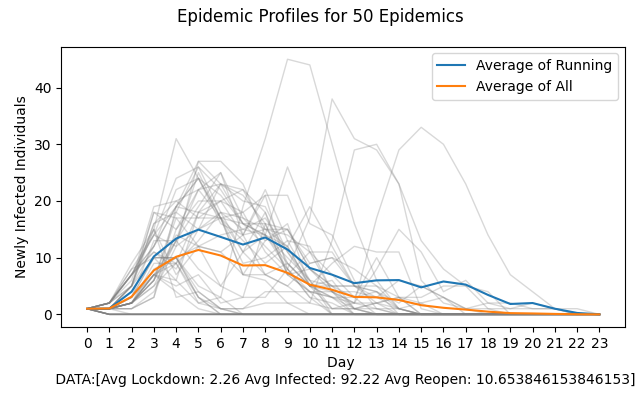 Epidemic Profiles for 50 Epidemics
Average of Running
Average of All
Newly Infected Individuals
40
30
20
10
0
0 1 2 3 4 5 6 7 8 9 10 11 12 13 14 15 16 17 18 19 20 21 22 23
Day
DATA:[Avg Lockdown: 2.26 Avg Infected: 92.22 Avg Reopen: 10.653846153846153]